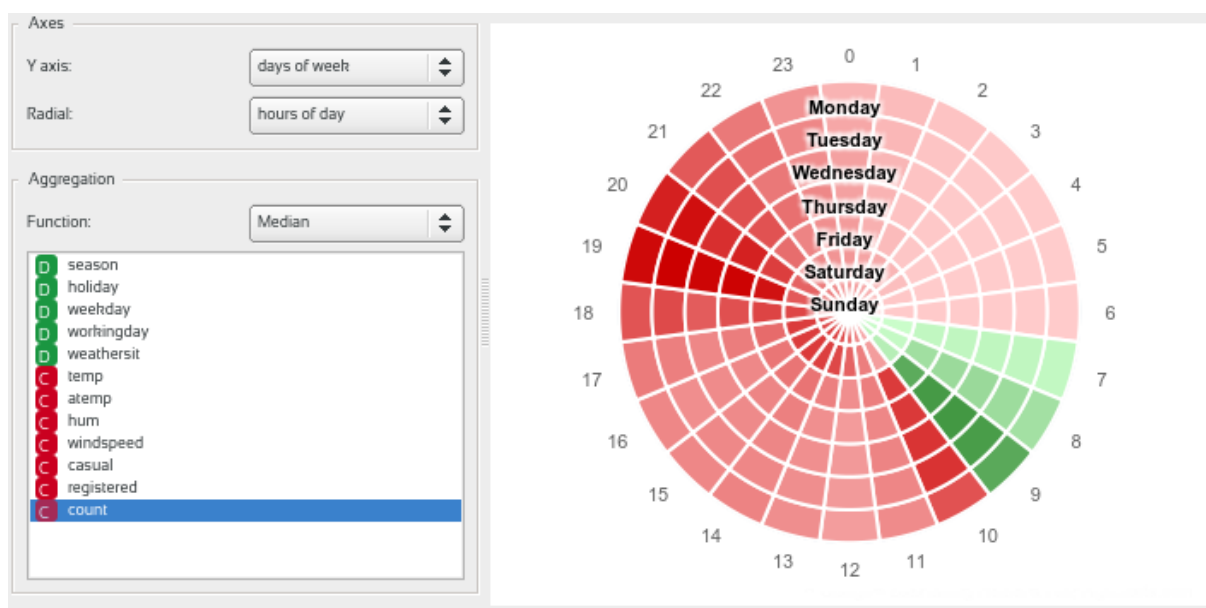 Axes
Y axis: days of week
Radial: hours of day
Aggregation
Function: Median
D season
D holiday
D weekday
D workingday
D weathersit
C temp
C atemp
C hum
C windspeed
C casual
C registered
C count
0
1
2
3
4
5
6
7
8
9
10
11
12
13
14
15
16
17
18
19
20
21
22
23
Monday
Tuesday
Wednesday
Thursday
Friday
Saturday
Sunday